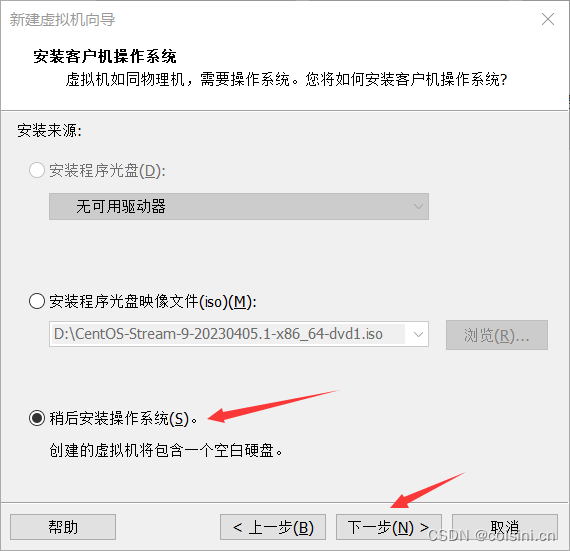 新建虚拟机向导
安装客户机操作系统
虚拟机如同物理机，需要操作系统。您将如何安装客户机操作系统?
安装来源:
安装程序光盘(D):
无可用驱动器
安装程序光盘映像文件(iso)(M):
D:\CentOS-Stream-9-20230405.1-x86_64-dvd1.iso
浏览(R)...
稍后安装操作系统(S)。
创建的虚拟机将包含一个空白硬盘。
帮助
< 上一步(B)
下一步(N) >
取消
CSDN @coisini.cn